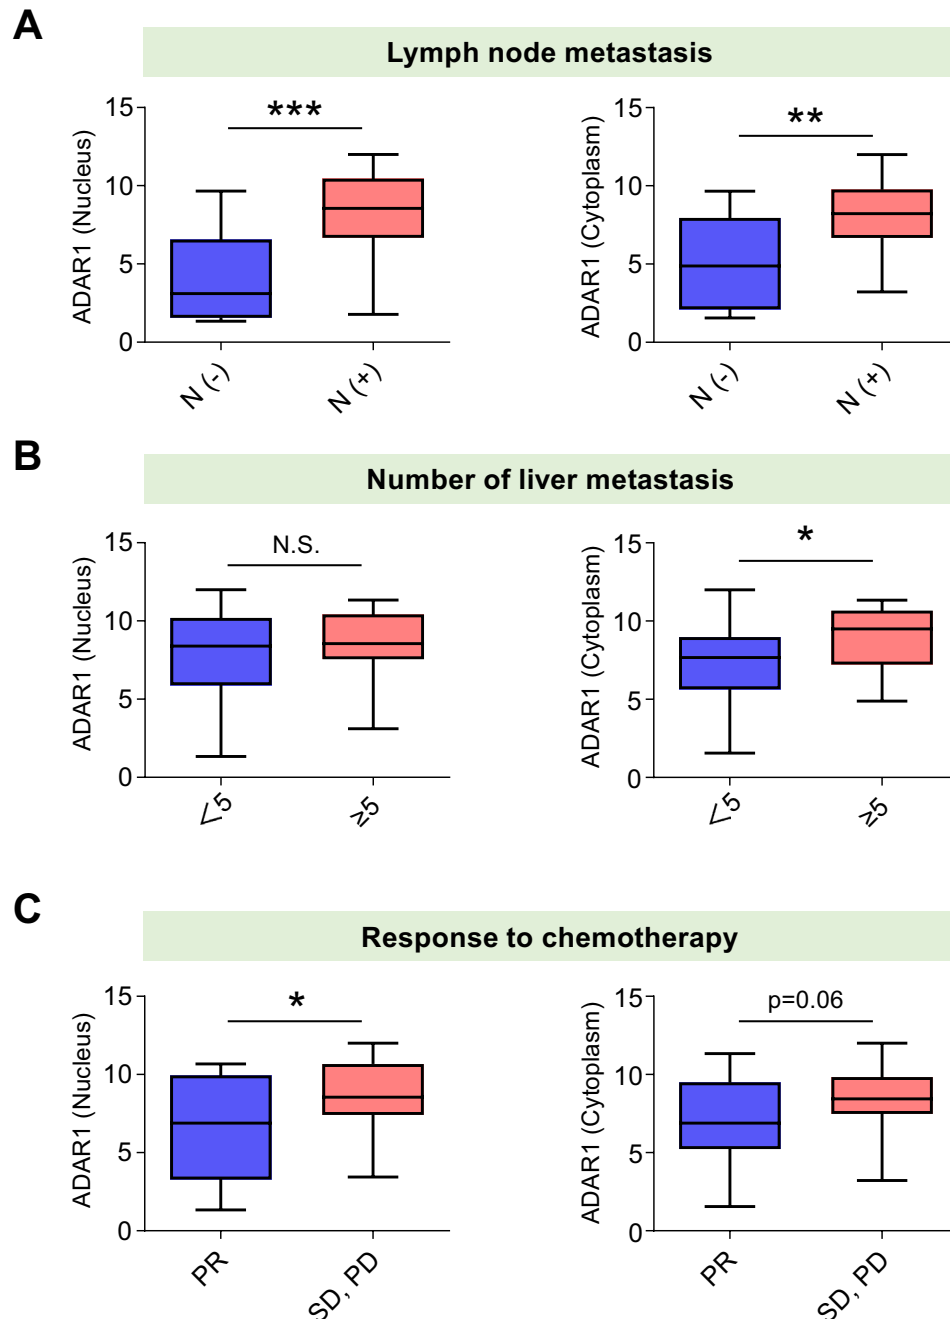 A
Lymph node metastasis
ADAR1 (Nucleus)
15
10
5
0
***
N (-)
N (+)
ADAR1 (Cytoplasm)
15
10
5
0
**
N (-)
N (+)
B
Number of liver metastasis
ADAR1 (Nucleus)
15
10
5
0
N.S.
<5
≥5
ADAR1 (Cytoplasm)
15
10
5
0
*
<5
≥5
C
Response to chemotherapy
ADAR1 (Nucleus)
15
10
5
0
*
PR
SD, PD
ADAR1 (Cytoplasm)
15
10
5
0
p=0.06
PR
SD, PD